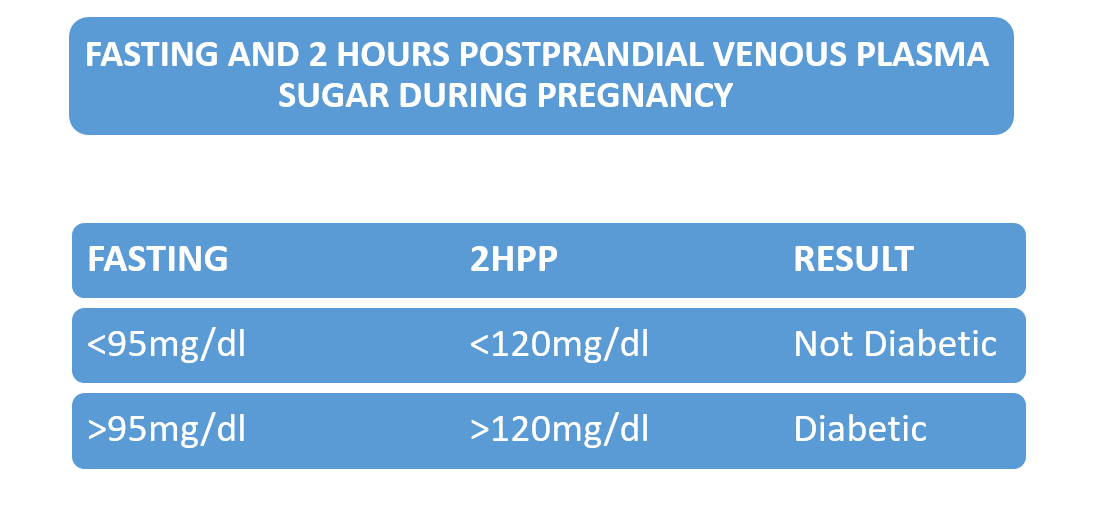 FASTING AND 2 HOURS POSTPRANDIAL VENOUS PLASMA
SUGAR DURING PREGNANCY
FASTING 2HPP RESULT
<95mg/dl <120mg/dl Not Diabetic
>95mg/dl >120mg/dl Diabetic